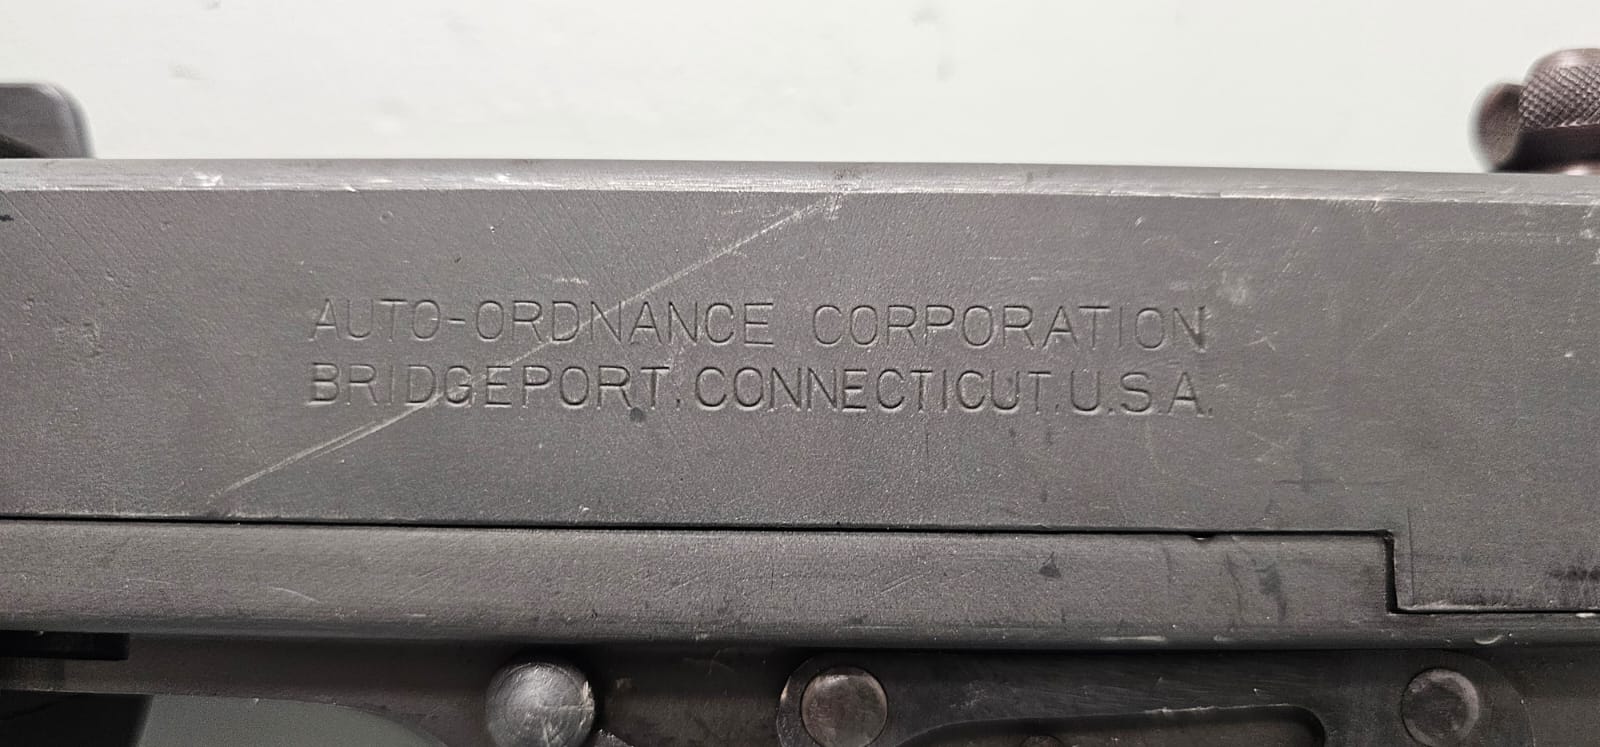 AUTO-ORDNANCE CORPORATION
BRIDGEPORT, CONNECTICUT, U.S.A.